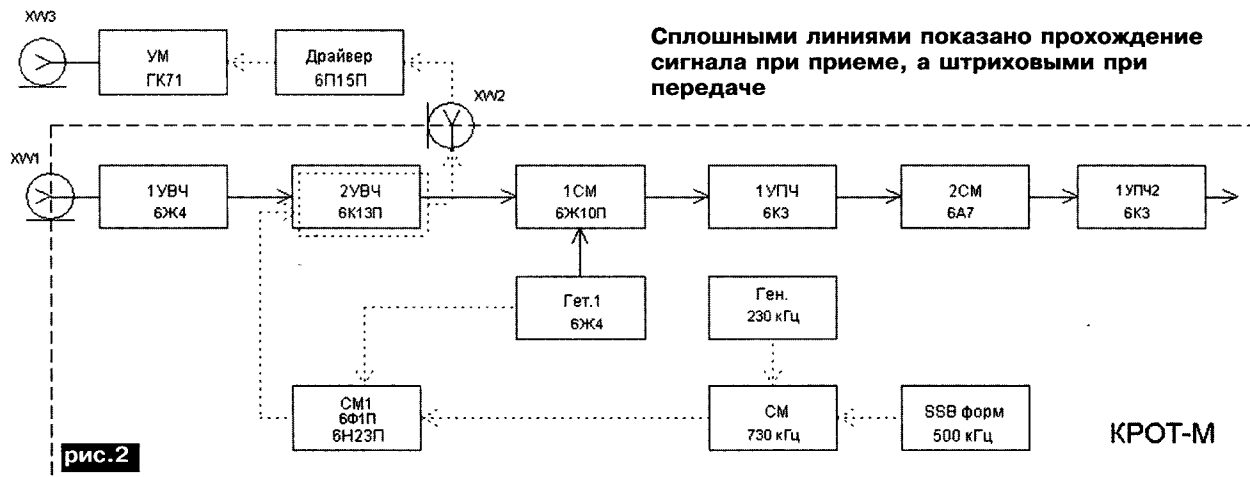 XW3
УМ
ГК71
Драйвер
6П15П
Сплошными линиями показано прохождение
сигнала при приеме, а штриховыми при
передаче
XW2
XW1
1УВЧ
6Ж4
2УВЧ
6К13П
1СМ
6Ж10П
1УПЧ
6К3
2СМ
6А7
1УПЧ2
6К3
Гет.1
6Ж4
Ген.
230 кГц
СМ1
6Ф1П
6Н23П
СМ
730 кГц
SSB форм
500 кГц
КРОТ-М
рис.2